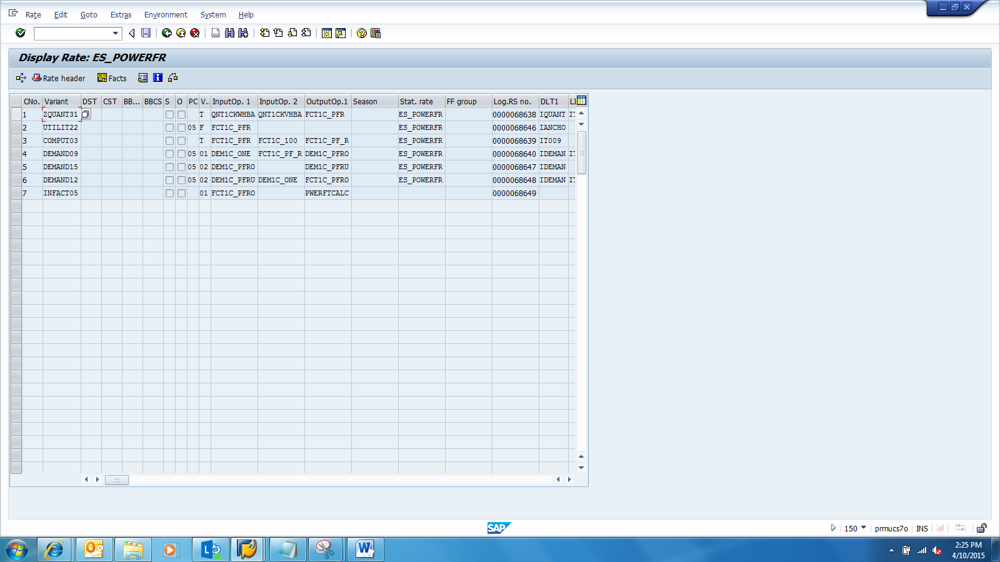 Rate Edit Goto Extras Environment System Help
Display Rate: ES_POWERFR
Rate header Facts
CNo. Variant DST CST BB... BBCS S O PC V.. InputOp. 1 InputOp. 2 OutputOp.1 Season Stat. rate FF group Log.RS no. DLT1
1 ZQUANT31 T QNT1CKWHBA QNT1CKVHBA FCT1C_PFR ES_POWERFR 0000068638 IQUANT
2 UTILIT22 05 F FCT1C_PFR ES_POWERFR 0000068646 IANCHO
3 COMPUT03 T FCT1C_PFR FCT1C_100 FCT1C_PF_R ES_POWERFR 0000068639 IT009
4 DEMAND09 05 01 DEM1C_ONE FCT1C_PF_R DEM1C_PFRO ES_POWERFR 0000068640 IDEMAN
5 DEMAND15 05 02 DEM1C_PFRO DEM1C_PFRU ES_POWERFR 0000068647 IDEMAN
6 DEMAND12 05 02 DEM1C_PFRU DEM1C_ONE FCT1C_PFRO ES_POWERFR 0000068648 IDEMAN
7 INFACT05 01 FCT1C_PFRO PWERFTCALC 0000068649
SAP
150 prmucs7o INS
2:25 PM
4/10/2015